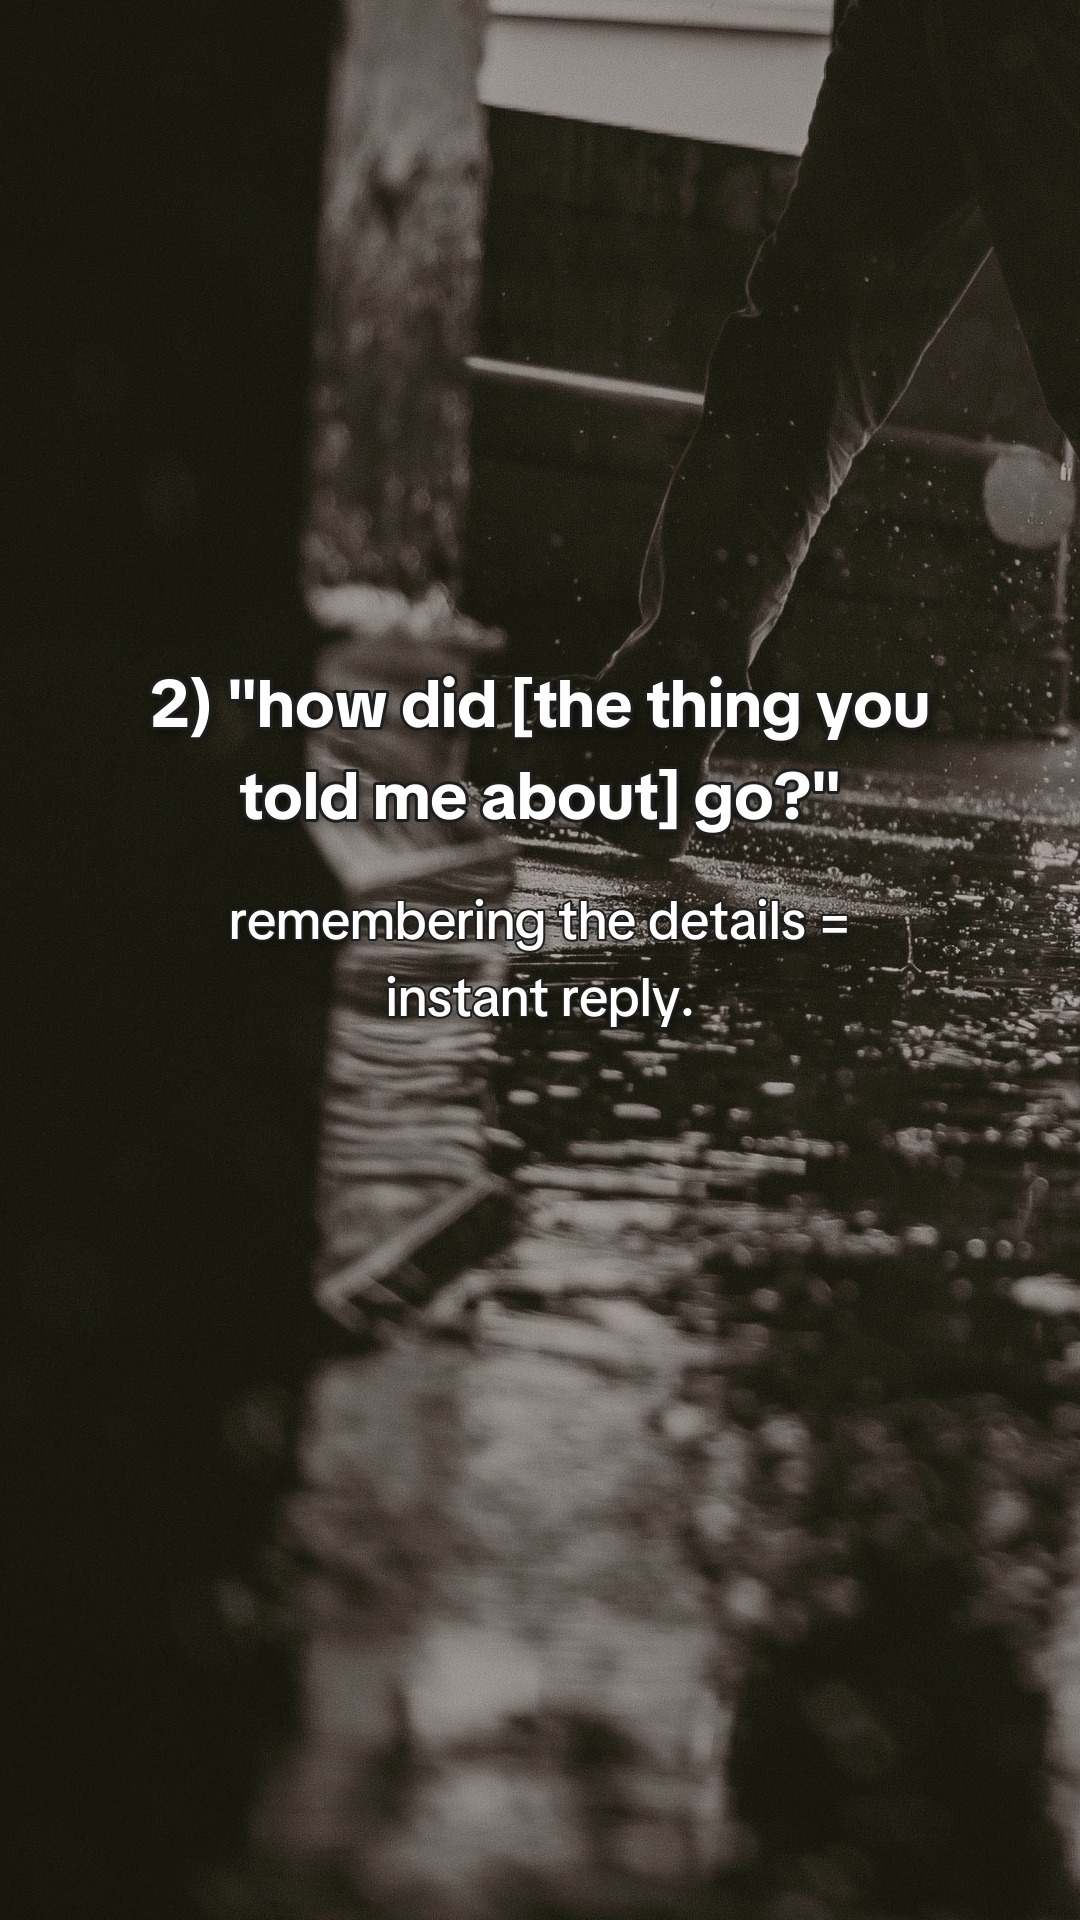 2) "how did [the thing you
told me about] go?"
remembering the details =
instant reply.